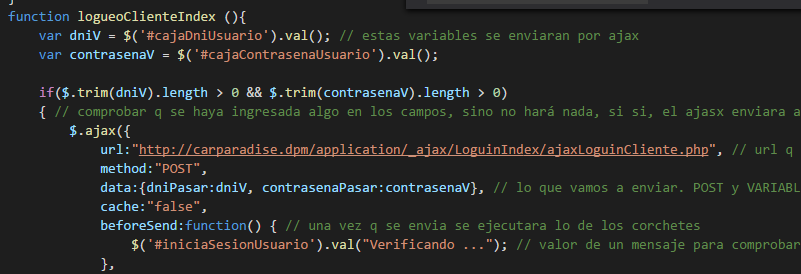 function logueoClienteIndex (){
var dniV = $('#cajaDniUsuario').val(); // estas variables se enviaran por ajax
var contrasenaV = $('#cajaContrasenaUsuario').val();
if($.trim(dniV).length > 0 && $.trim(contrasenaV).length > 0)
{ // comprobar q se haya ingresada algo en los campos, sino no hará nada, si si, el ajasx enviara a
$.ajax({
url:"http://carparadise.dpm/application/_ajax/LoguinIndex/ajaxLoguinCliente.php", // url q
method:"POST",
data:{dniPasar:dniV, contrasenaPasar:contrasenaV}, // lo que vamos a enviar. POST y VARIABL
cache:"false",
beforeSend:function() { // una vez q se envia se ejecutara lo de los corchetes
$('#iniciaSesionUsuario').val("Verificando ..."); // valor de un mensaje para comprobar
},